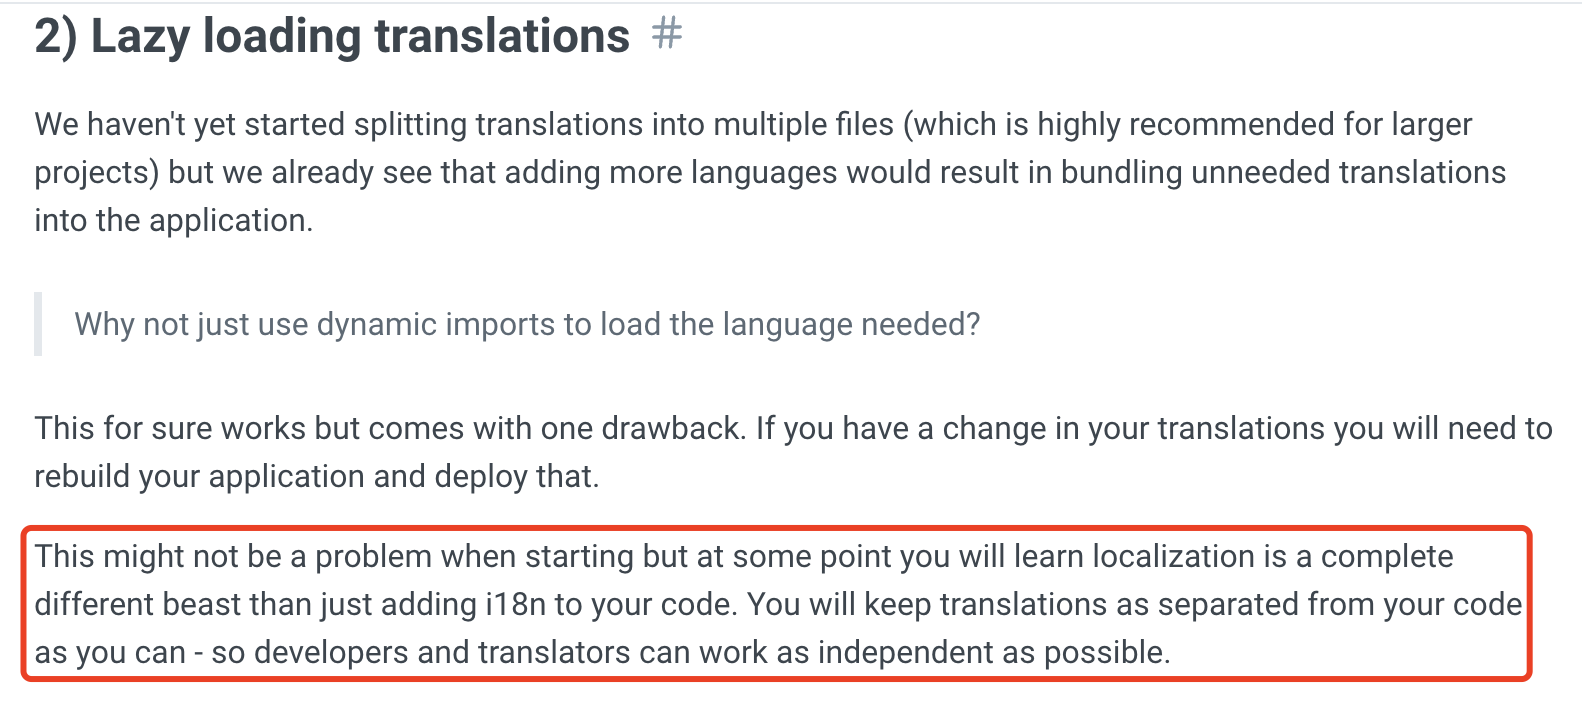 2) Lazy loading translations #
We haven't yet started splitting translations into multiple files (which is highly recommended for larger
projects) but we already see that adding more languages would result in bundling unneeded translations
into the application.
Why not just use dynamic imports to load the language needed?
This for sure works but comes with one drawback. If you have a change in your translations you will need to
rebuild your application and deploy that.
This might not be a problem when starting but at some point you will learn localization is a complete
different beast than just adding i18n to your code. You will keep translations as separated from your code
as you can - so developers and translators can work as independent as possible.